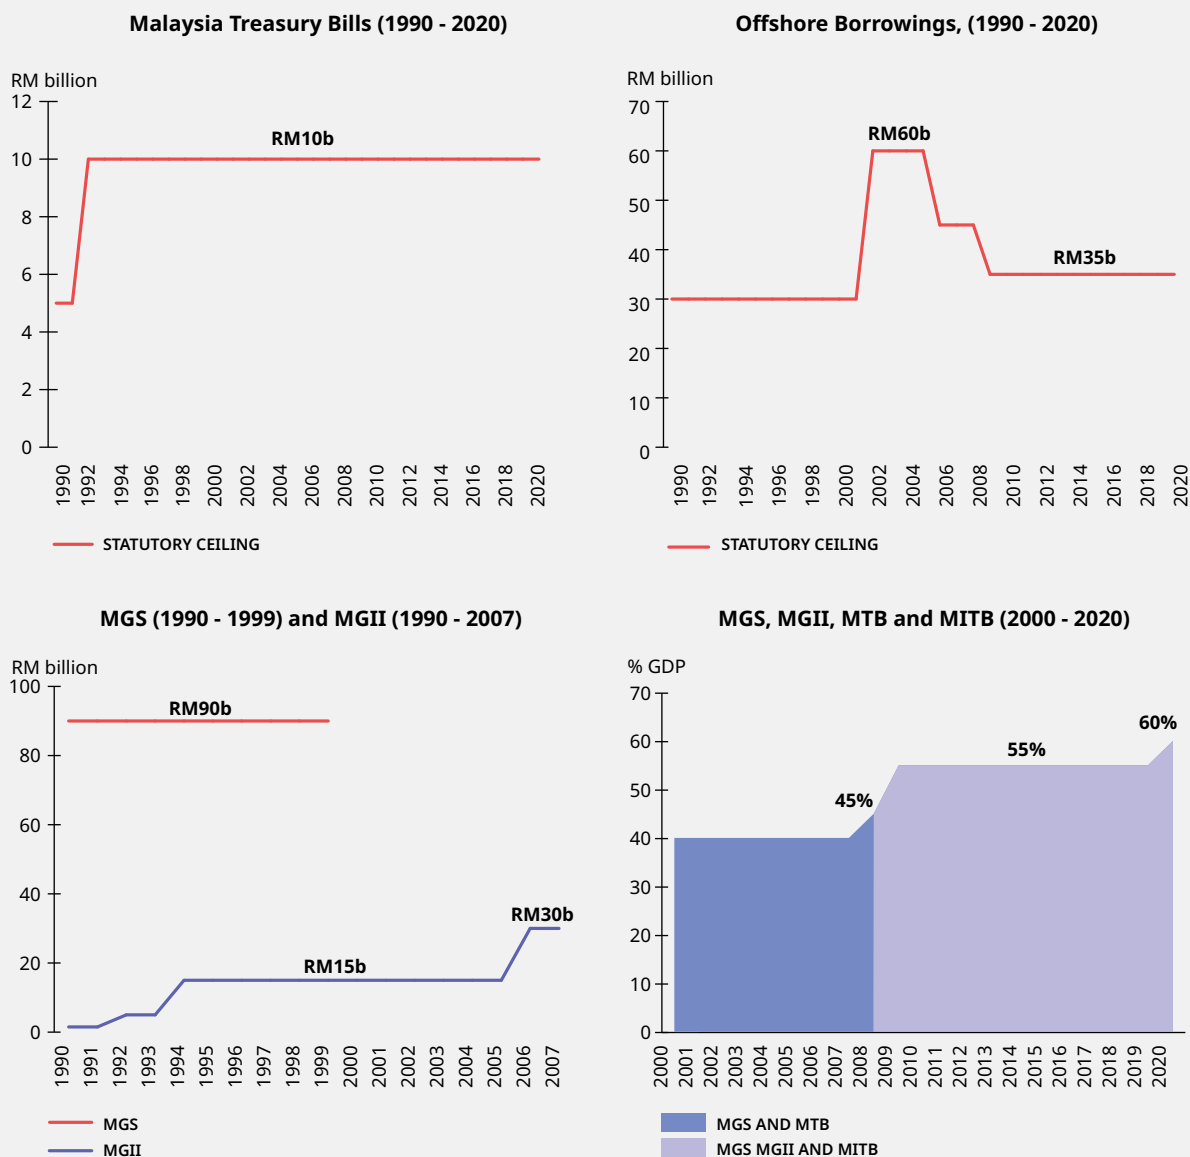 Malaysia Treasury Bills (1990 - 2020)
RM billion
12
10
8
6
4
2
0
RM10b
1990 1992 1994 1996 1998 2000 2002 2004 2006 2008 2010 2012 2014 2016 2018 2020
STATUTORY CEILING
Offshore Borrowings, (1990 - 2020)
RM billion
70
60
50
40
30
20
10
0
RM60b
RM35b
1990 1992 1994 1996 1998 2000 2002 2004 2006 2008 2010 2012 2014 2016 2018 2020
STATUTORY CEILING
MGS (1990 - 1999) and MGII (1990 - 2007)
RM billion
100
80
60
40
20
0
RM90b
RM30b
RM15b
1990 1991 1992 1993 1994 1995 1996 1997 1998 1999 2000 2001 2002 2003 2004 2005 2006 2007
MGS
MGII
MGS, MGII, MTB and MITB (2000 - 2020)
% GDP
70
60
50
40
30
20
10
0
60%
55%
45%
2000 2001 2002 2003 2004 2005 2006 2007 2008 2009 2010 2011 2012 2013 2014 2015 2016 2017 2018 2019 2020
MGS AND MTB
MGS MGII AND MITB